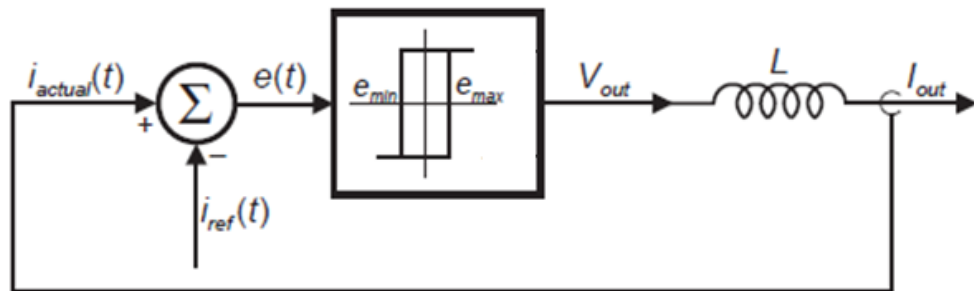 i_actual(t)
+
Σ
−
i_ref(t)
e(t)
e_min
e_max
V_out
L
I_out